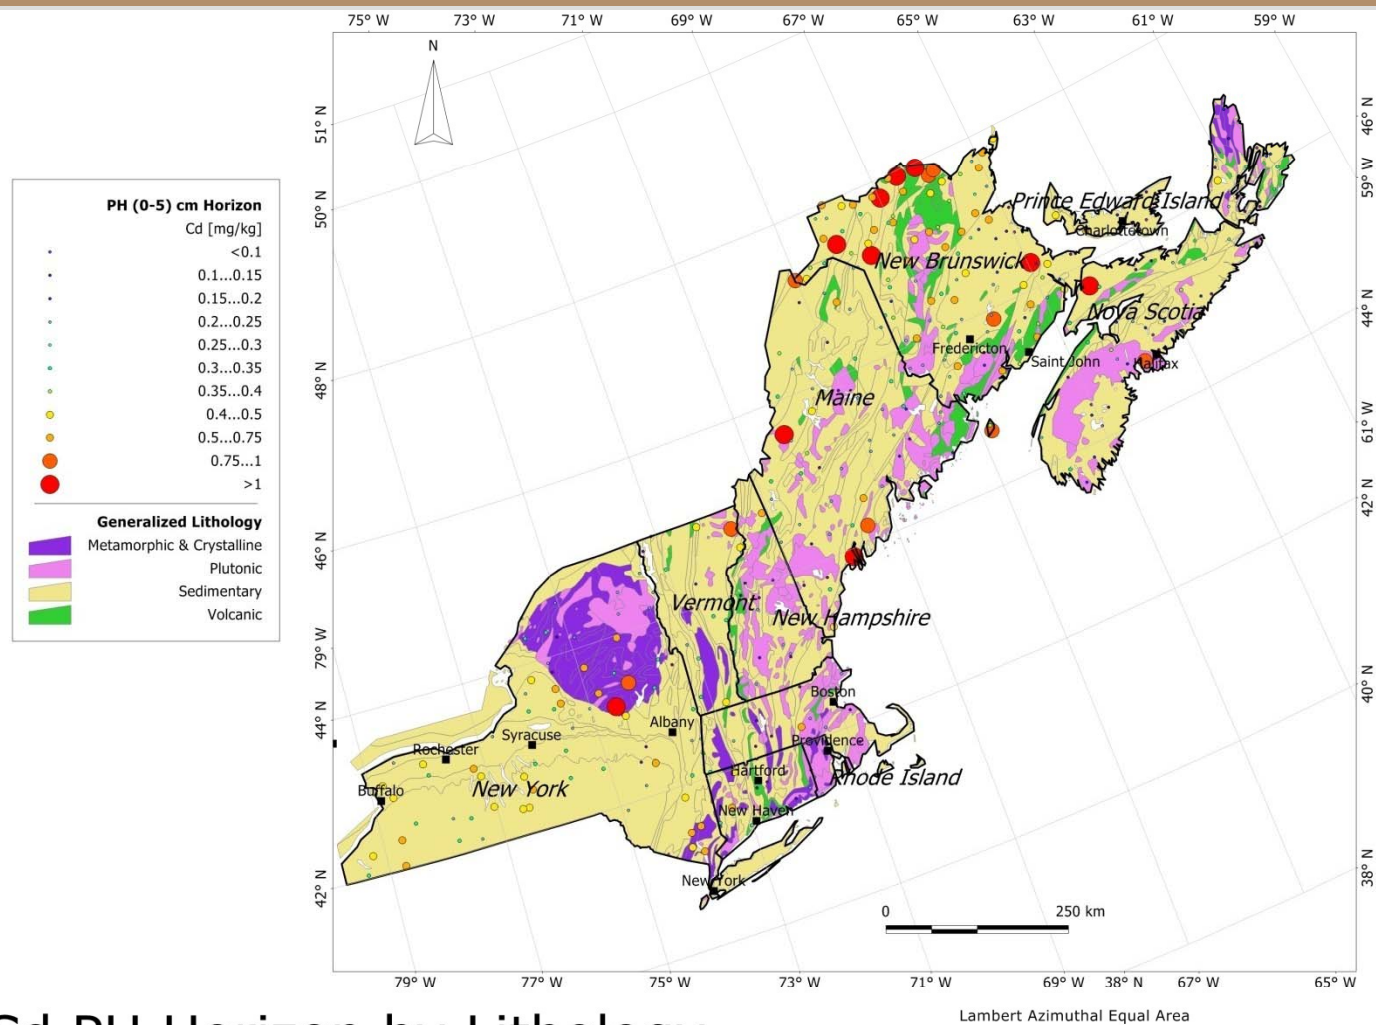 75° W 73° W 71° W 69° W 67° W 65° W 63° W 61° W 59° W
N
51° N
50° N
48° N
46° N
79° W
44° N
42° N
46° N
59° W
44° N
61° W
42° N
40° N
38° N
PH (0-5) cm Horizon
Cd [mg/kg]
<0.1
0.1...0.15
0.15...0.2
0.2...0.25
0.25...0.3
0.3...0.35
0.35...0.4
0.4...0.5
0.5...0.75
0.75...1
>1
Generalized Lithology
Metamorphic & Crystalline
Plutonic
Sedimentary
Volcanic
Prince Edward Island
Charlottetown
New Brunswick
Nova Scotia
Fredericton
Saint John
Halifax
Maine
Vermont
New Hampshire
Boston
Albany
Syracuse
Rochester
Providence
Hartford
Rhode Island
New York
Buffalo
New Haven
New York
0 250 km
79° W 77° W 75° W 73° W 71° W 69° W 38° N 67° W 65° W
Lambert Azimuthal Equal Area